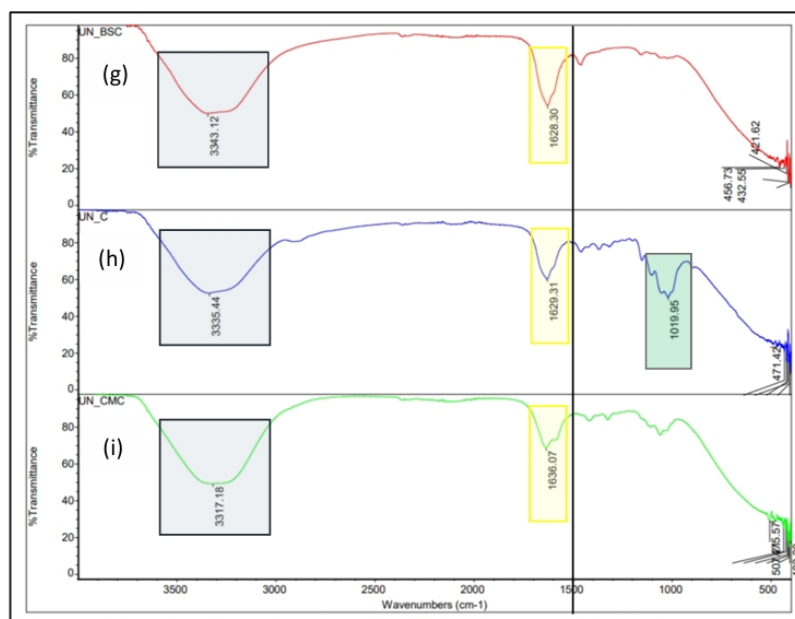 UN_BSC
(g)
%Transmittance
80
60
40
20
0
3343.12
1628.30
456.73
432.55
421.62
UN_C
(h)
%Transmittance
80
60
40
20
0
3335.44
1629.31
1019.95
471.42
UN_CMC
(i)
%Transmittance
80
60
40
20
0
3317.18
1636.07
3500 3000 2500 2000 1500 1000 500
Wavenumbers (cm-1)